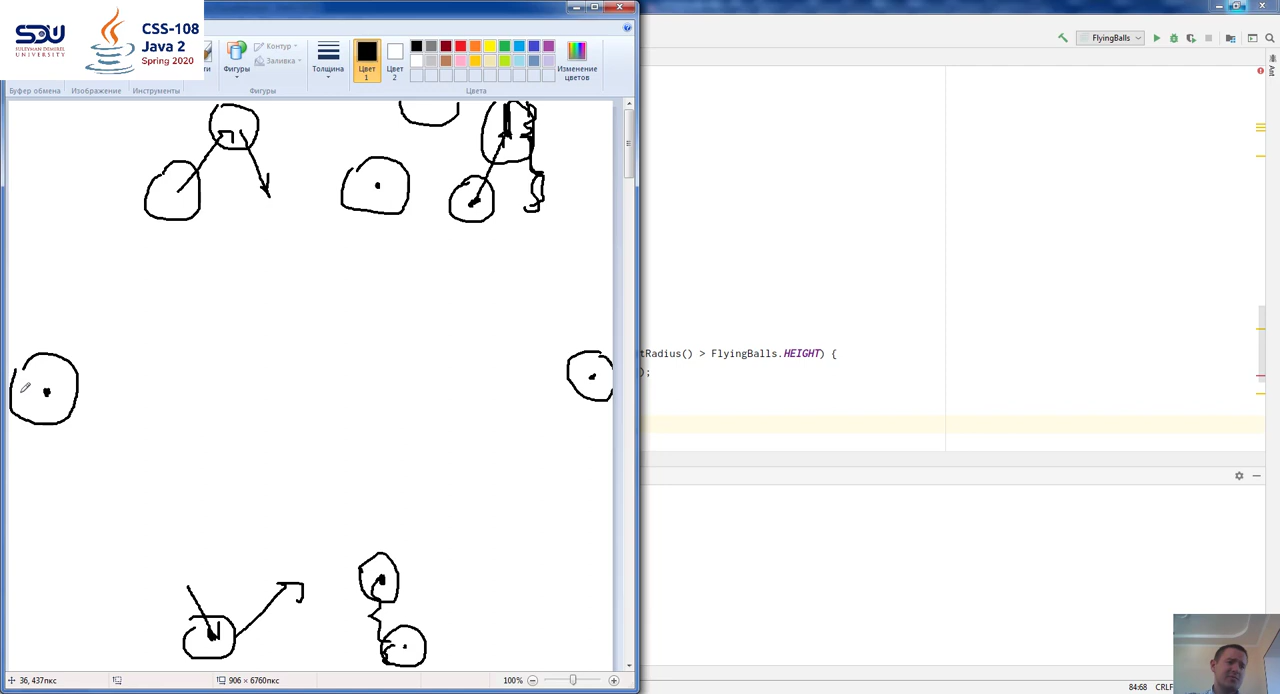 SDU
SULEYMAN DEMIREL
UNIVERSITY
CSS-108
Java 2
Spring 2020
Фигуры
Контур
Заливка
Толщина
Цвет
1
Цвет
2
Изменение
цветов
Буфер обмена
Изображение
Инструменты
Фигуры
Цвета
FlyingBalls
Ant
tRadius() > FlyingBalls.HEIGHT) {
);
36, 437пкс
906 × 6760пкс
100%
84:68
CRLF